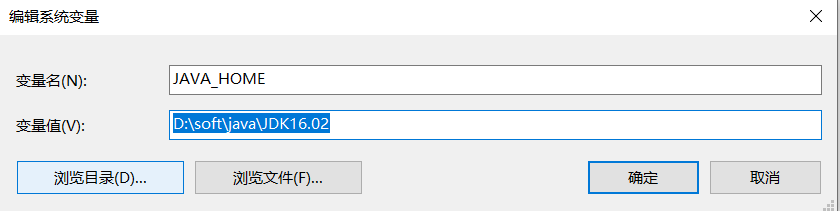 编辑系统变量
变量名(N):
JAVA_HOME
变量值(V):
D:\soft\java\JDK16.02
浏览目录(D)...
浏览文件(F)...
确定
取消